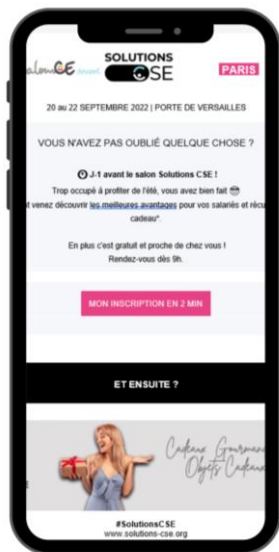 salonsCE
SOLUTIONS
CSE
PARIS
20 au 22 SEPTEMBRE 2022 | PORTE DE VERSAILLES
VOUS N'AVEZ PAS OUBLIÉ QUELQUE CHOSE ?
J-1 avant le salon Solutions CSE !
Trop occupé à profiter de l'été, vous avez bien fait 😎
t venez découvrir les meilleures avantages pour vos salariés et récu
cadeau*.
En plus c'est gratuit et proche de chez vous !
Rendez-vous dès 9h.
MON INSCRIPTION EN 2 MIN
ET ENSUITE ?
Cadeaux Gourman
Objets Cadeaux
#SolutionsCSE
www.solutions-cse.org